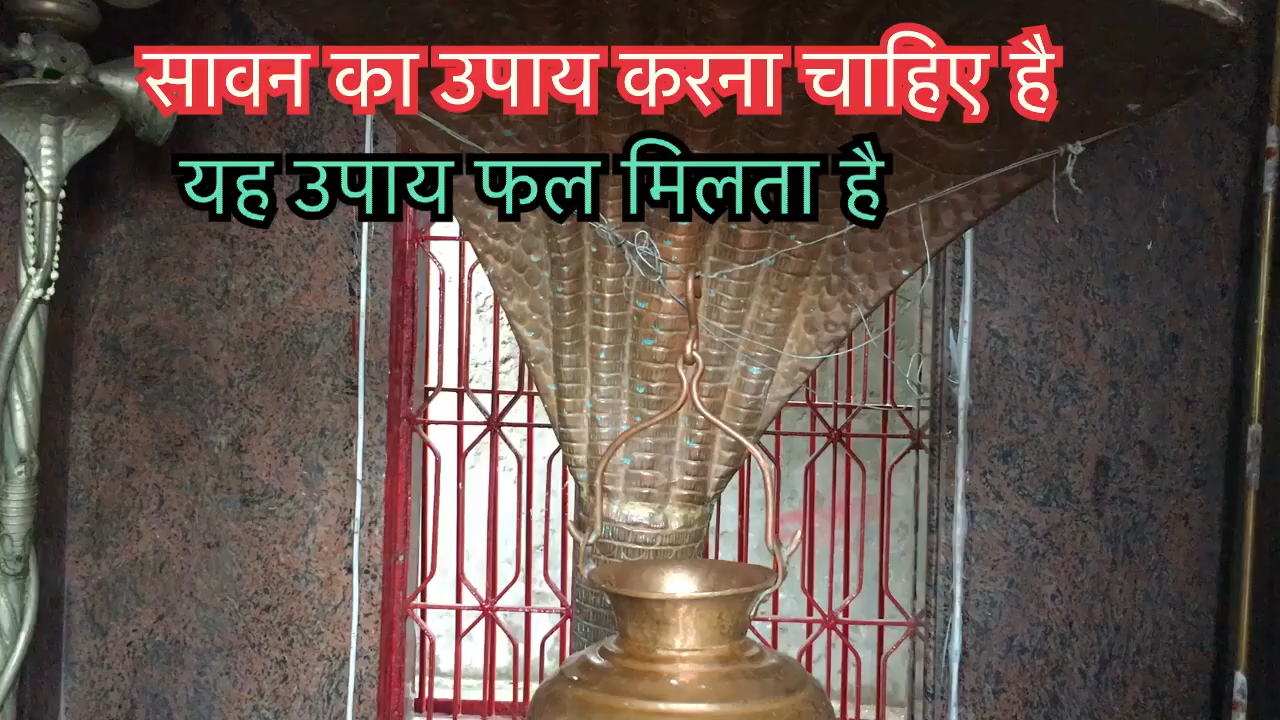 सावन का उपाय करना चाहिए है
यह उपाय फल मिलता है